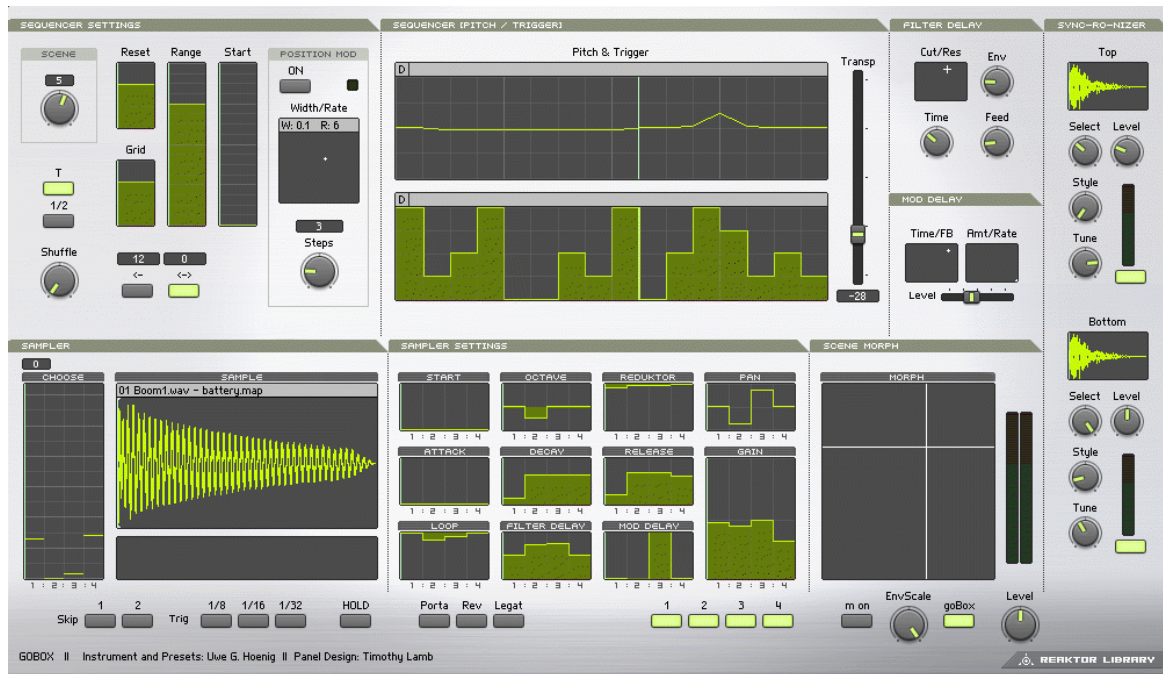 SEQUENCER SETTINGS
SEQUENCER [PITCH / TRIGGER]
FILTER DELAY
SYNC-RO-NIZER
SCENE
5
Reset
Range
Start
POSITION MOD
ON
Width/Rate
W: 0.1 R: 6
3
Steps
Grid
T
1/2
Shuffle
12
0
<-
<->
Pitch & Trigger
D
D
Transp
-28
Cut/Res
Env
Time
Feed
MOD DELAY
Time/FB
Amt/Rate
Level
Top
Select
Level
Style
Tune
Bottom
Select
Level
Style
Tune
SAMPLER
0
CHOOSE
1 : 2 : 3 : 4
SAMPLE
01 Boom1.wav - battery.map
Skip
1
2
Trig
1/8
1/16
1/32
HOLD
SAMPLER SETTINGS
START
OCTAVE
REDUKTOR
PAN
1 : 2 : 3 : 4
1 : 2 : 3 : 4
1 : 2 : 3 : 4
1 : 2 : 3 : 4
ATTACK
DECAY
RELEASE
GAIN
1 : 2 : 3 : 4
1 : 2 : 3 : 4
1 : 2 : 3 : 4
LOOP
FILTER DELAY
MOD DELAY
1 : 2 : 3 : 4
1 : 2 : 3 : 4
1 : 2 : 3 : 4
1 : 2 : 3 : 4
Porta
Rev
Legat
1
2
3
4
SCENE MORPH
MORPH
m on
EnvScale
goBox
Level
GOBOX II Instrument and Presets: Uwe G. Hoenig II Panel Design: Timothy Lamb
REAKTOR LIBRARY